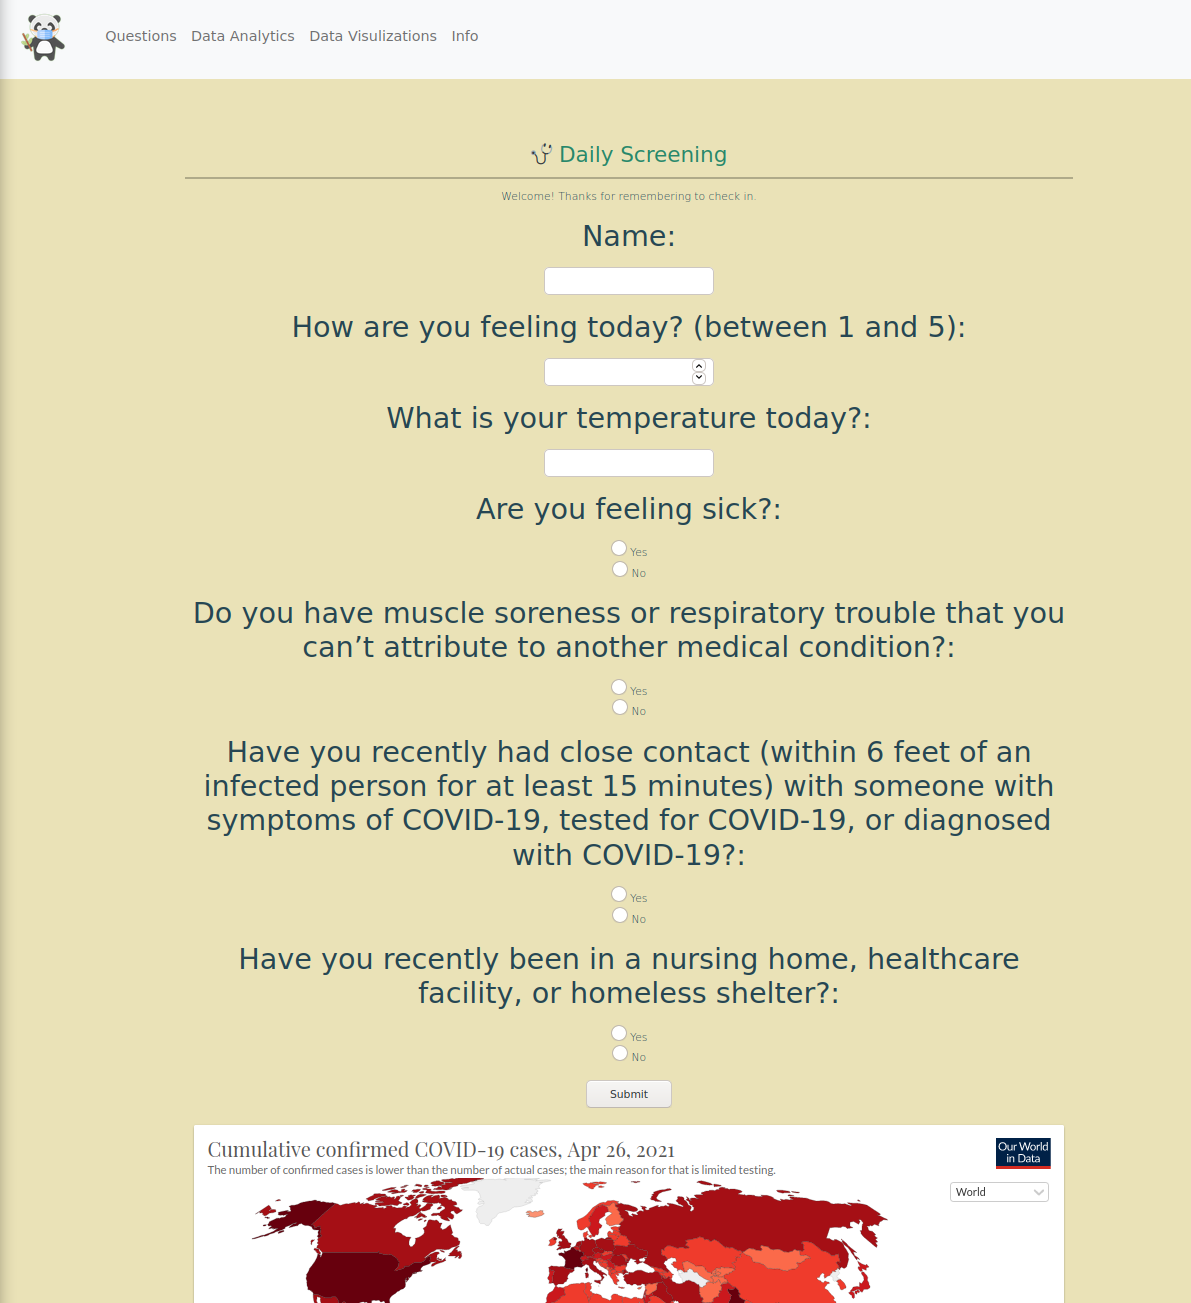 Questions Data Analytics Data Visulizations Info
Daily Screening
Welcome! Thanks for remembering to check in.
Name:
How are you feeling today? (between 1 and 5):
What is your temperature today?:
Are you feeling sick?:
Yes
No
Do you have muscle soreness or respiratory trouble that you
can’t attribute to another medical condition?:
Yes
No
Have you recently had close contact (within 6 feet of an
infected person for at least 15 minutes) with someone with
symptoms of COVID-19, tested for COVID-19, or diagnosed
with COVID-19?:
Yes
No
Have you recently been in a nursing home, healthcare
facility, or homeless shelter?:
Yes
No
Submit
Cumulative confirmed COVID-19 cases, Apr 26, 2021
The number of confirmed cases is lower than the number of actual cases; the main reason for that is limited testing.
Our World
in Data
World